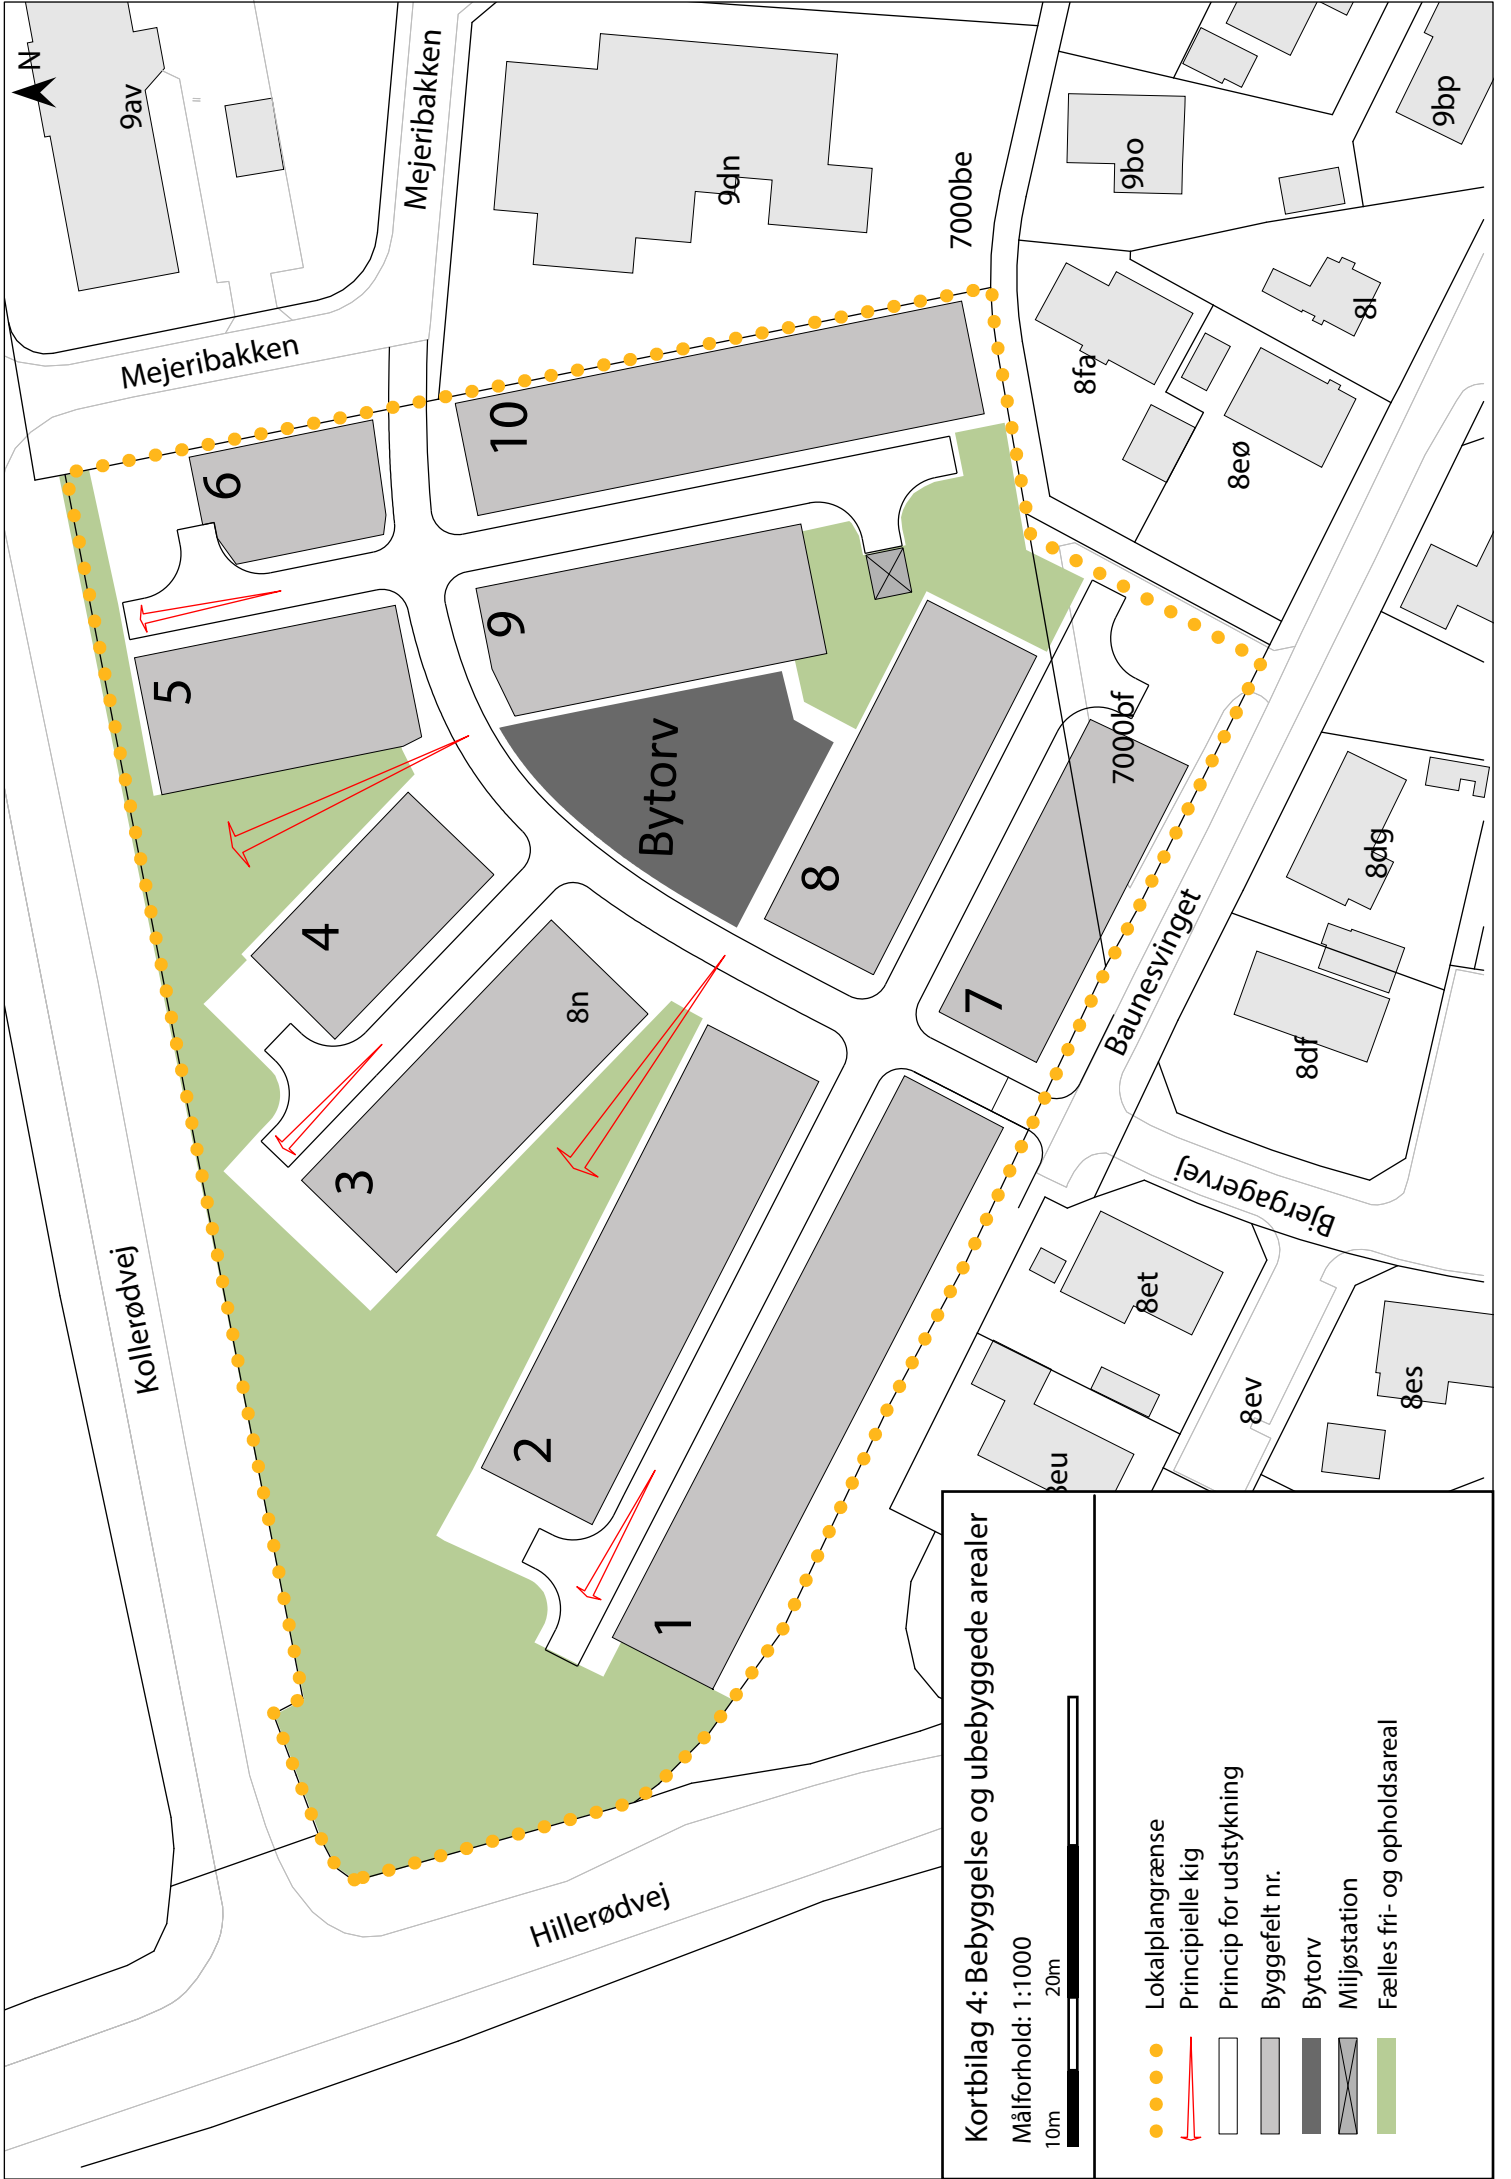 N
9av
Mejeribakken
Mejeribakken
9dn
7000be
9bo
9bp
8fa
8l
8eø
6
10
5
9
Bytorv
4
8
7000bf
3
8n
7
2
1
Kollerødvej
Hillerødvej
Baunesvinget
Bjergagervej
8dg
8df
8et
8ev
8es
8eu
Kortbilag 4: Bebyggelse og ubebyggede arealer
Målforhold: 1:1000
10m 20m
Lokalplangrænse
Principielle kig
Princip for udstykning
Byggefelt nr.
Bytorv
Miljøstation
Fælles fri- og opholdsareal